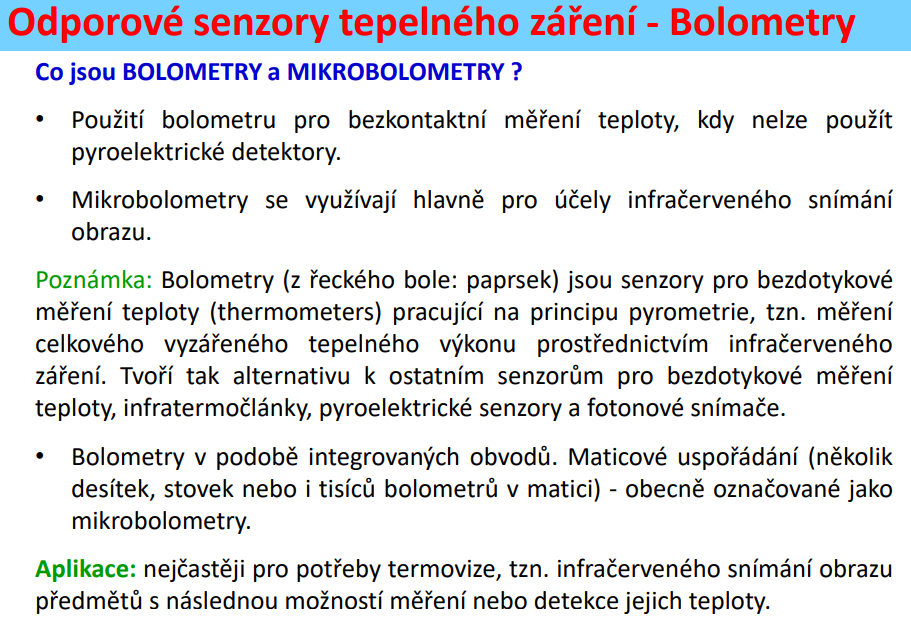 Odporové senzory tepelného záření - Bolometry
Co jsou BOLOMETRY a MIKROBOLOMETRY ?
• Použití bolometru pro bezkontaktní měření teploty, kdy nelze použít
pyroelektrické detektory.
• Mikrobolometry se využívají hlavně pro účely infračerveného snímání
obrazu.
Poznámka: Bolometry (z řeckého bole: paprsek) jsou senzory pro bezdotykové
měření teploty (thermometers) pracující na principu pyrometrie, tzn. měření
celkového vyzářeného tepelného výkonu prostřednictvím infračerveného
záření. Tvoří tak alternativu k ostatním senzorům pro bezdotykové měření
teploty, infratermočlánky, pyroelektrické senzory a fotonové snímače.
• Bolometry v podobě integrovaných obvodů. Maticové uspořádání (několik
desítek, stovek nebo i tisíců bolometrů v matici) - obecně označované jako
mikrobolometry.
Aplikace: nejčastěji pro potřeby termovize, tzn. infračerveného snímání obrazu
předmětů s následnou možností měření nebo detekce jejich teploty.